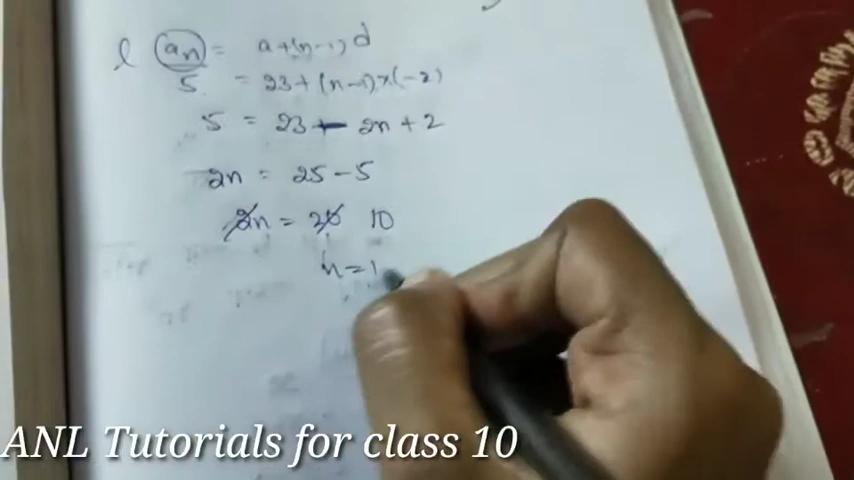 l an = a+(n-1) d
5 = 23+(n-1)×(-2)
5 = 23 - 2n + 2
2n = 25-5
2n = 20 10
n = 1
ANL Tutorials for class 10